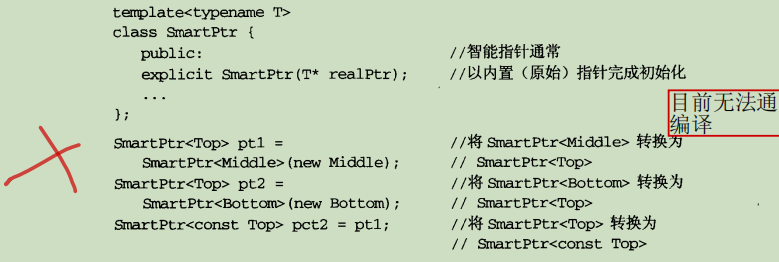 template<typename T>
class SmartPtr {
public: //智能指针通常
explicit SmartPtr(T* realPtr); //以内置（原始）指针完成初始化
...
};
目前无法通
编译
SmartPtr<Top> pt1 = //将 SmartPtr<Middle> 转换为
SmartPtr<Middle>(new Middle); // SmartPtr<Top>
SmartPtr<Top> pt2 = //将 SmartPtr<Bottom> 转换为
SmartPtr<Bottom>(new Bottom); // SmartPtr<Top>
SmartPtr<const Top> pct2 = pt1; //将 SmartPtr<Top> 转换为
// SmartPtr<const Top>